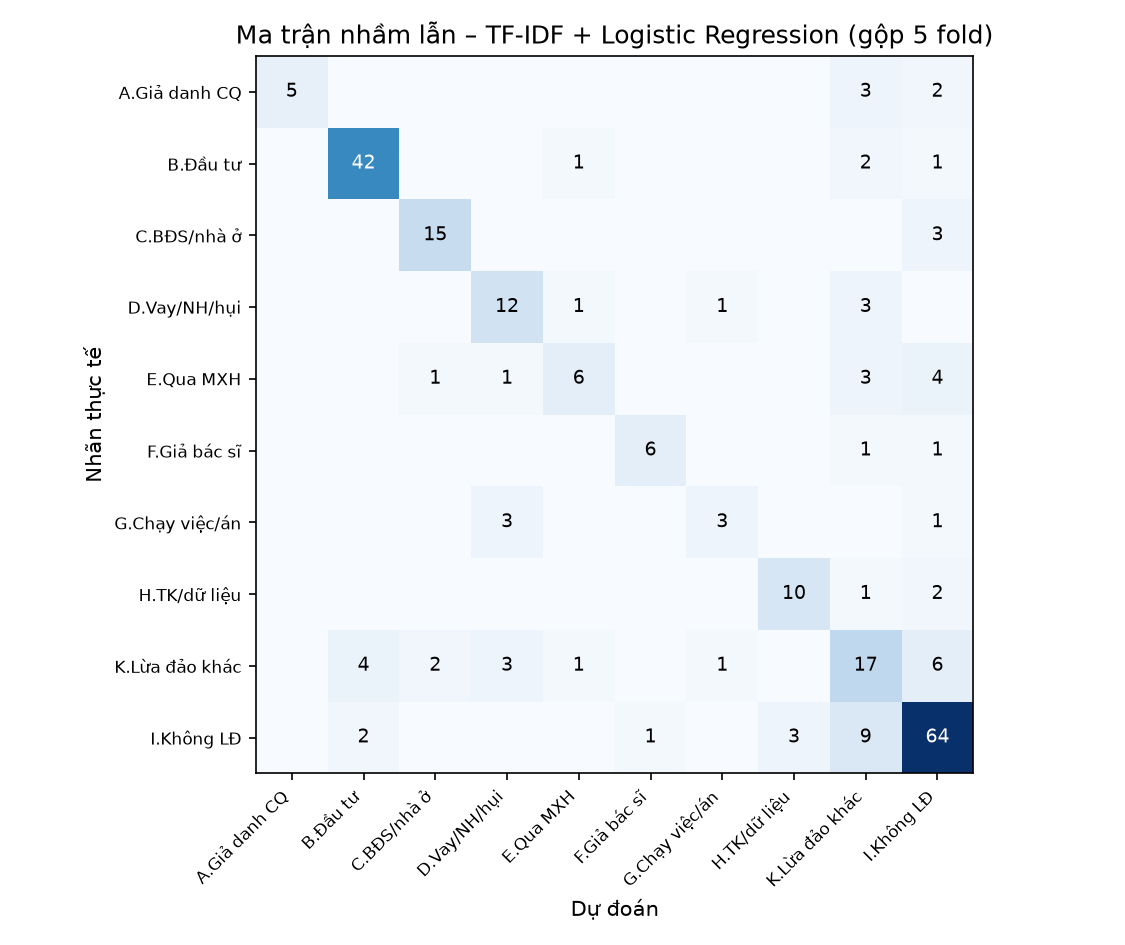 Ma trận nhầm lẫn – TF-IDF + Logistic Regression (gộp 5 fold)
Nhãn thực tế
A.Giả danh CQ 5 3 2
B.Đầu tư 42 1 2 1
C.BĐS/nhà ở 15 3
D.Vay/NH/hụi 12 1 1 3
E.Qua MXH 1 1 6 3 4
F.Giả bác sĩ 6 1 1
G.Chạy việc/án 3 3 1
H.TK/dữ liệu 10 1 2
K.Lừa đảo khác 4 2 3 1 1 17 6
I.Không LĐ 2 1 3 9 64
A.Giả danh CQ
B.Đầu tư
C.BĐS/nhà ở
D.Vay/NH/hụi
E.Qua MXH
F.Giả bác sĩ
G.Chạy việc/án
H.TK/dữ liệu
K.Lừa đảo khác
I.Không LĐ
Dự đoán